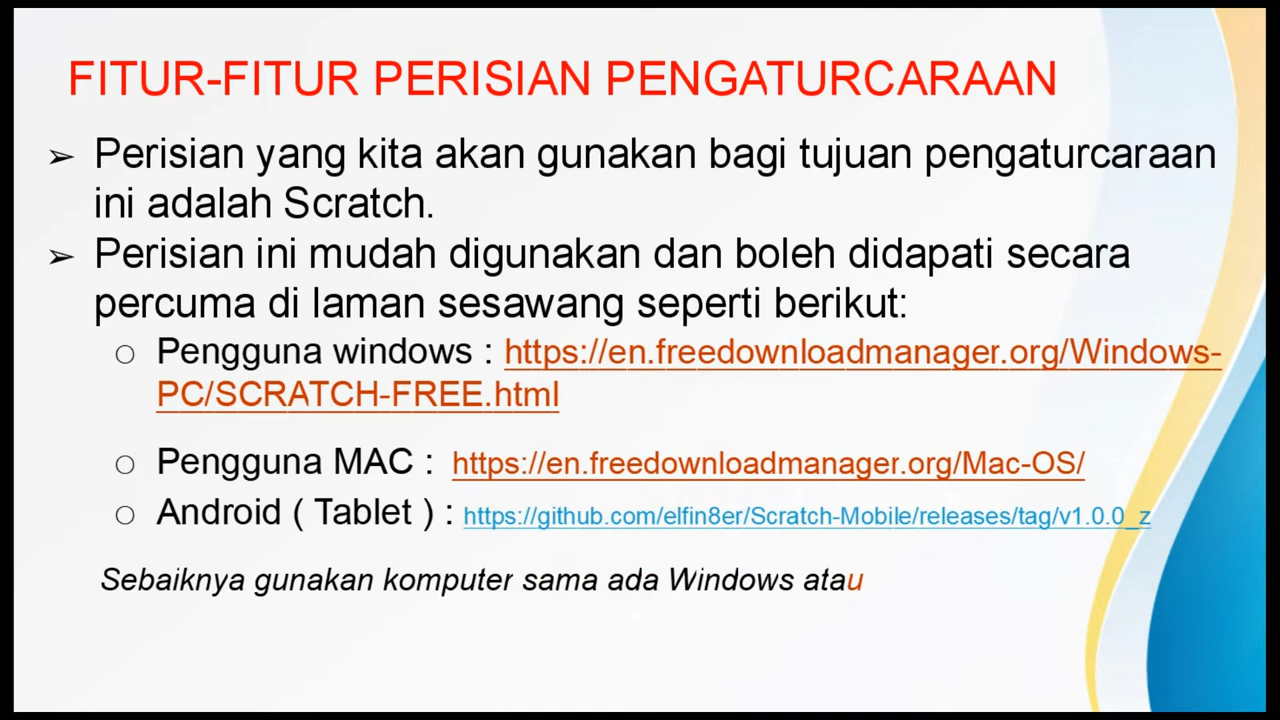 FITUR-FITUR PERISIAN PENGATURCARAAN
➢ Perisian yang kita akan gunakan bagi tujuan pengaturcaraan
ini adalah Scratch.
➢ Perisian ini mudah digunakan dan boleh didapati secara
percuma di laman sesawang seperti berikut:
○ Pengguna windows : https://en.freedownloadmanager.org/Windows-
PC/SCRATCH-FREE.html
○ Pengguna MAC : https://en.freedownloadmanager.org/Mac-OS/
○ Android ( Tablet ) : https://github.com/elfin8er/Scratch-Mobile/releases/tag/v1.0.0_z
Sebaiknya gunakan komputer sama ada Windows atau